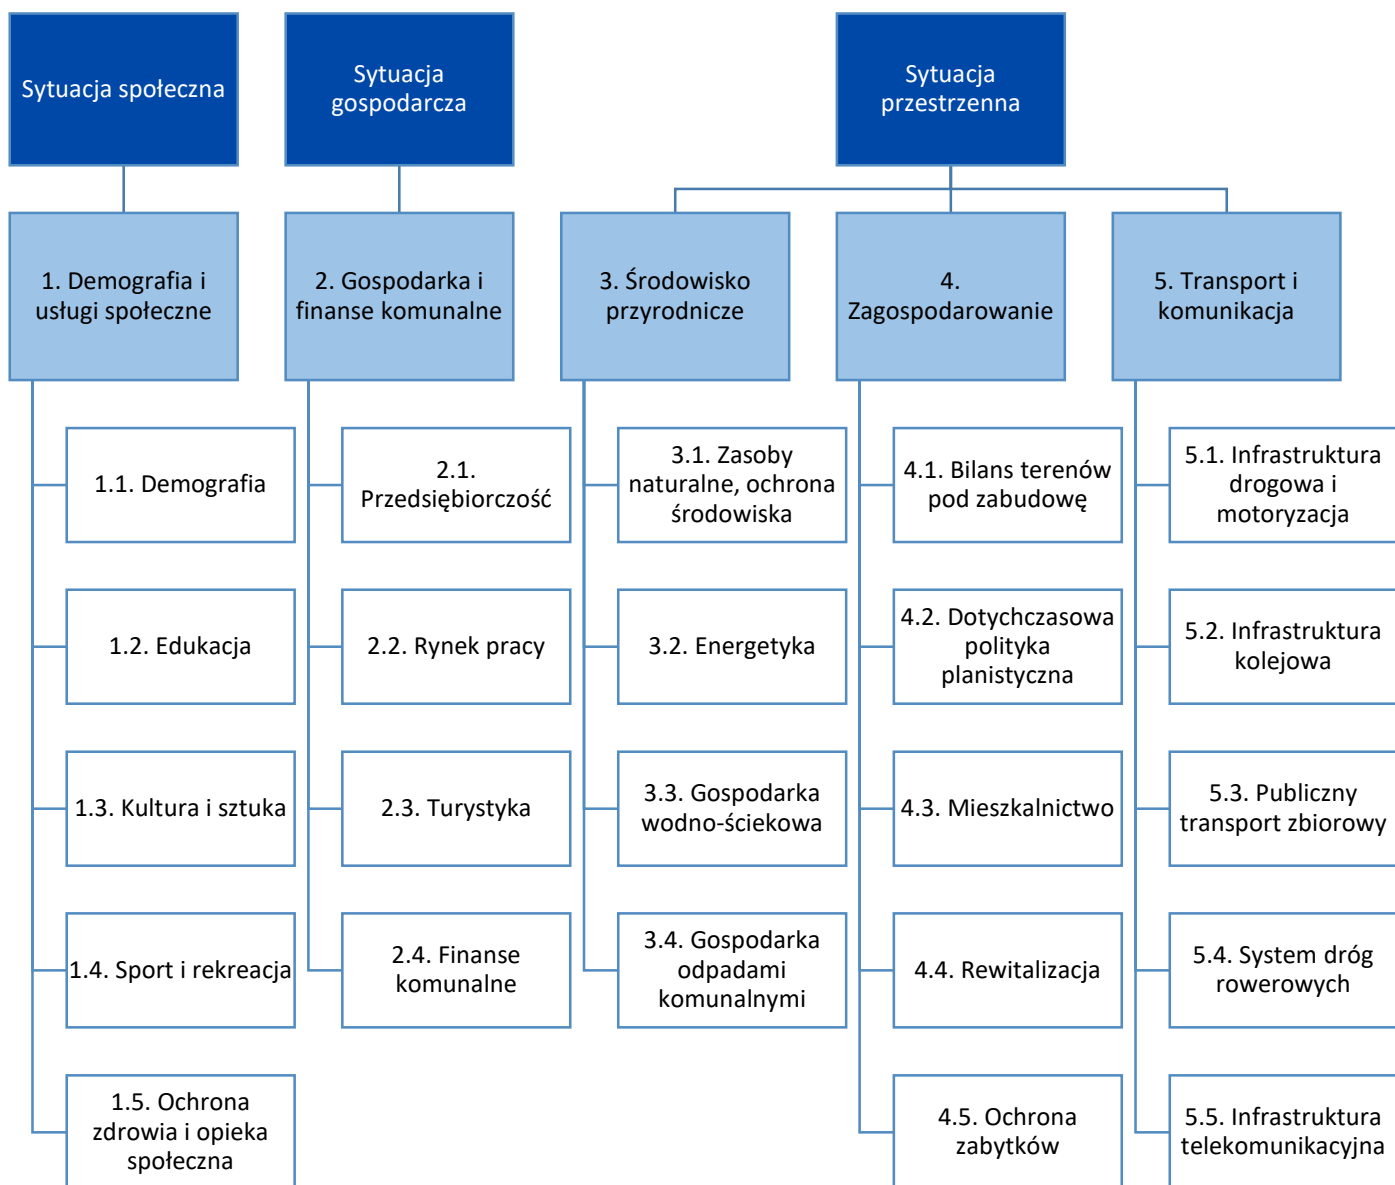 Sytuacja społeczna
Sytuacja
gospodarcza
Sytuacja
przestrzenna
1. Demografia i
usługi społeczne
2. Gospodarka i
finanse komunalne
3. Środowisko
przyrodnicze
4.
Zagospodarowanie
5. Transport i
komunikacja
1.1. Demografia
1.2. Edukacja
1.3. Kultura i sztuka
1.4. Sport i rekreacja
1.5. Ochrona
zdrowia i opieka
społeczna
2.1.
Przedsiębiorczość
2.2. Rynek pracy
2.3. Turystyka
2.4. Finanse
komunalne
3.1. Zasoby
naturalne, ochrona
środowiska
3.2. Energetyka
3.3. Gospodarka
wodno-ściekowa
3.4. Gospodarka
odpadami
komunalnymi
4.1. Bilans terenów
pod zabudowę
4.2. Dotychczasowa
polityka
planistyczna
4.3. Mieszkalnictwo
4.4. Rewitalizacja
4.5. Ochrona
zabytków
5.1. Infrastruktura
drogowa i
motoryzacja
5.2. Infrastruktura
kolejowa
5.3. Publiczny
transport zbiorowy
5.4. System dróg
rowerowych
5.5. Infrastruktura
telekomunikacyjna